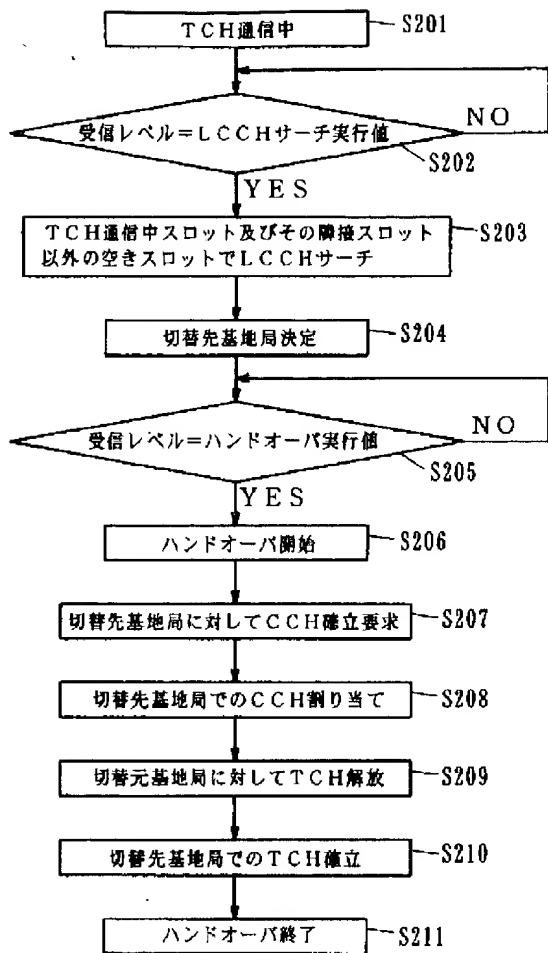 TCH通信中
S201
受信レベル=LCCHサーチ実行値
NO
S202
YES
TCH通信中スロット及びその隣接スロット
以外の空きスロットでLCCHサーチ
S203
切替先基地局決定
S204
受信レベル=ハンドオーバ実行値
NO
S205
YES
ハンドオーバ開始
S206
切替先基地局に対してCCH確立要求
S207
切替先基地局でのCCH割り当て
S208
切替元基地局に対してTCH解放
S209
切替先基地局でのTCH確立
S210
ハンドオーバ終了
S211